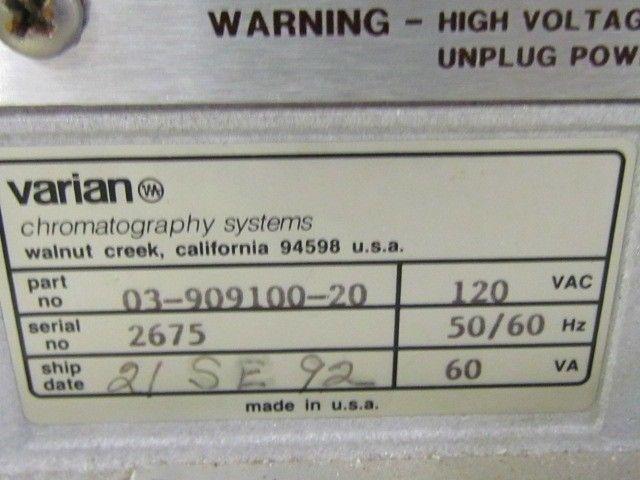 WARNING - HIGH VOLTAG
UNPLUG POW
varian VA
chromatography systems
walnut creek, california 94598 u.s.a.
part no 03-909100-20 120 VAC
serial no 2675 50/60 Hz
ship date 21 SE 92 60 VA
made in u.s.a.